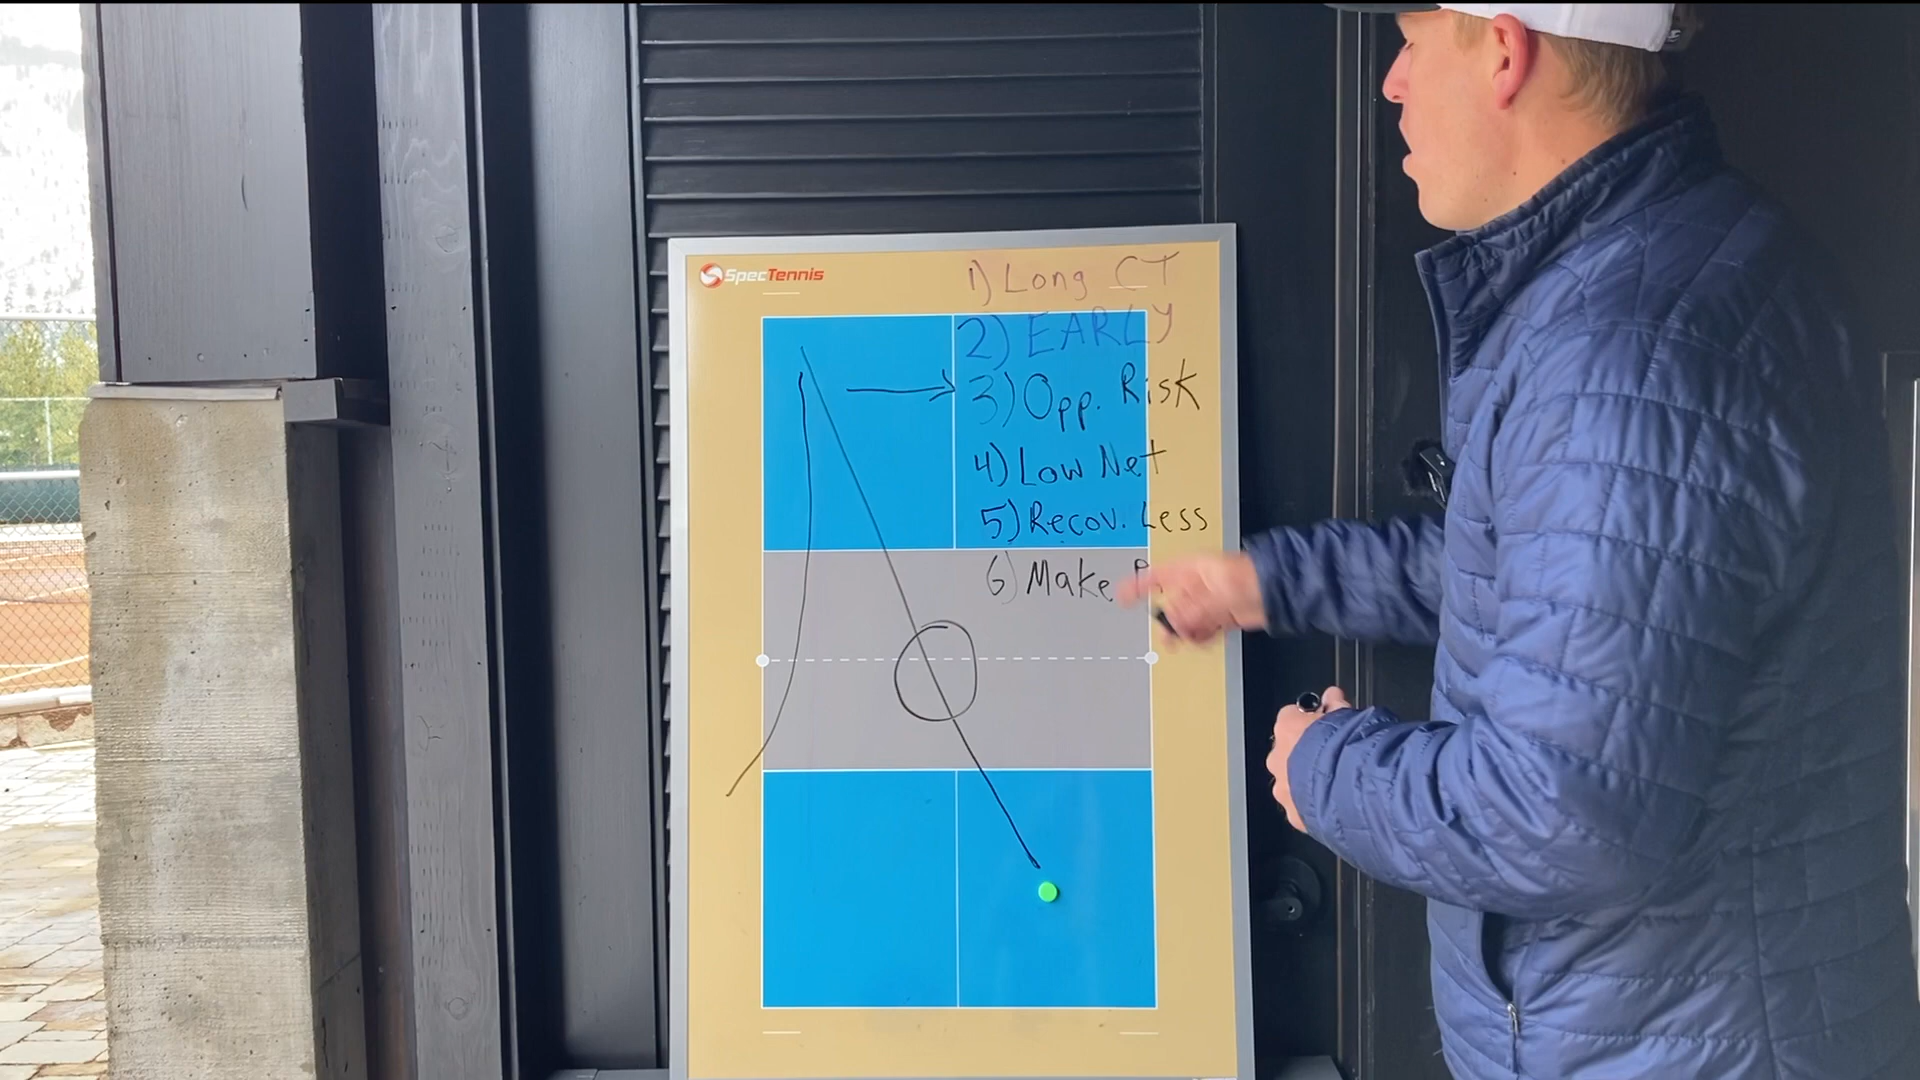 SpecTennis
1) Long CT
2) EARLY
3) Opp. Risk
4) Low Net
5) Recov. Less
6) Make